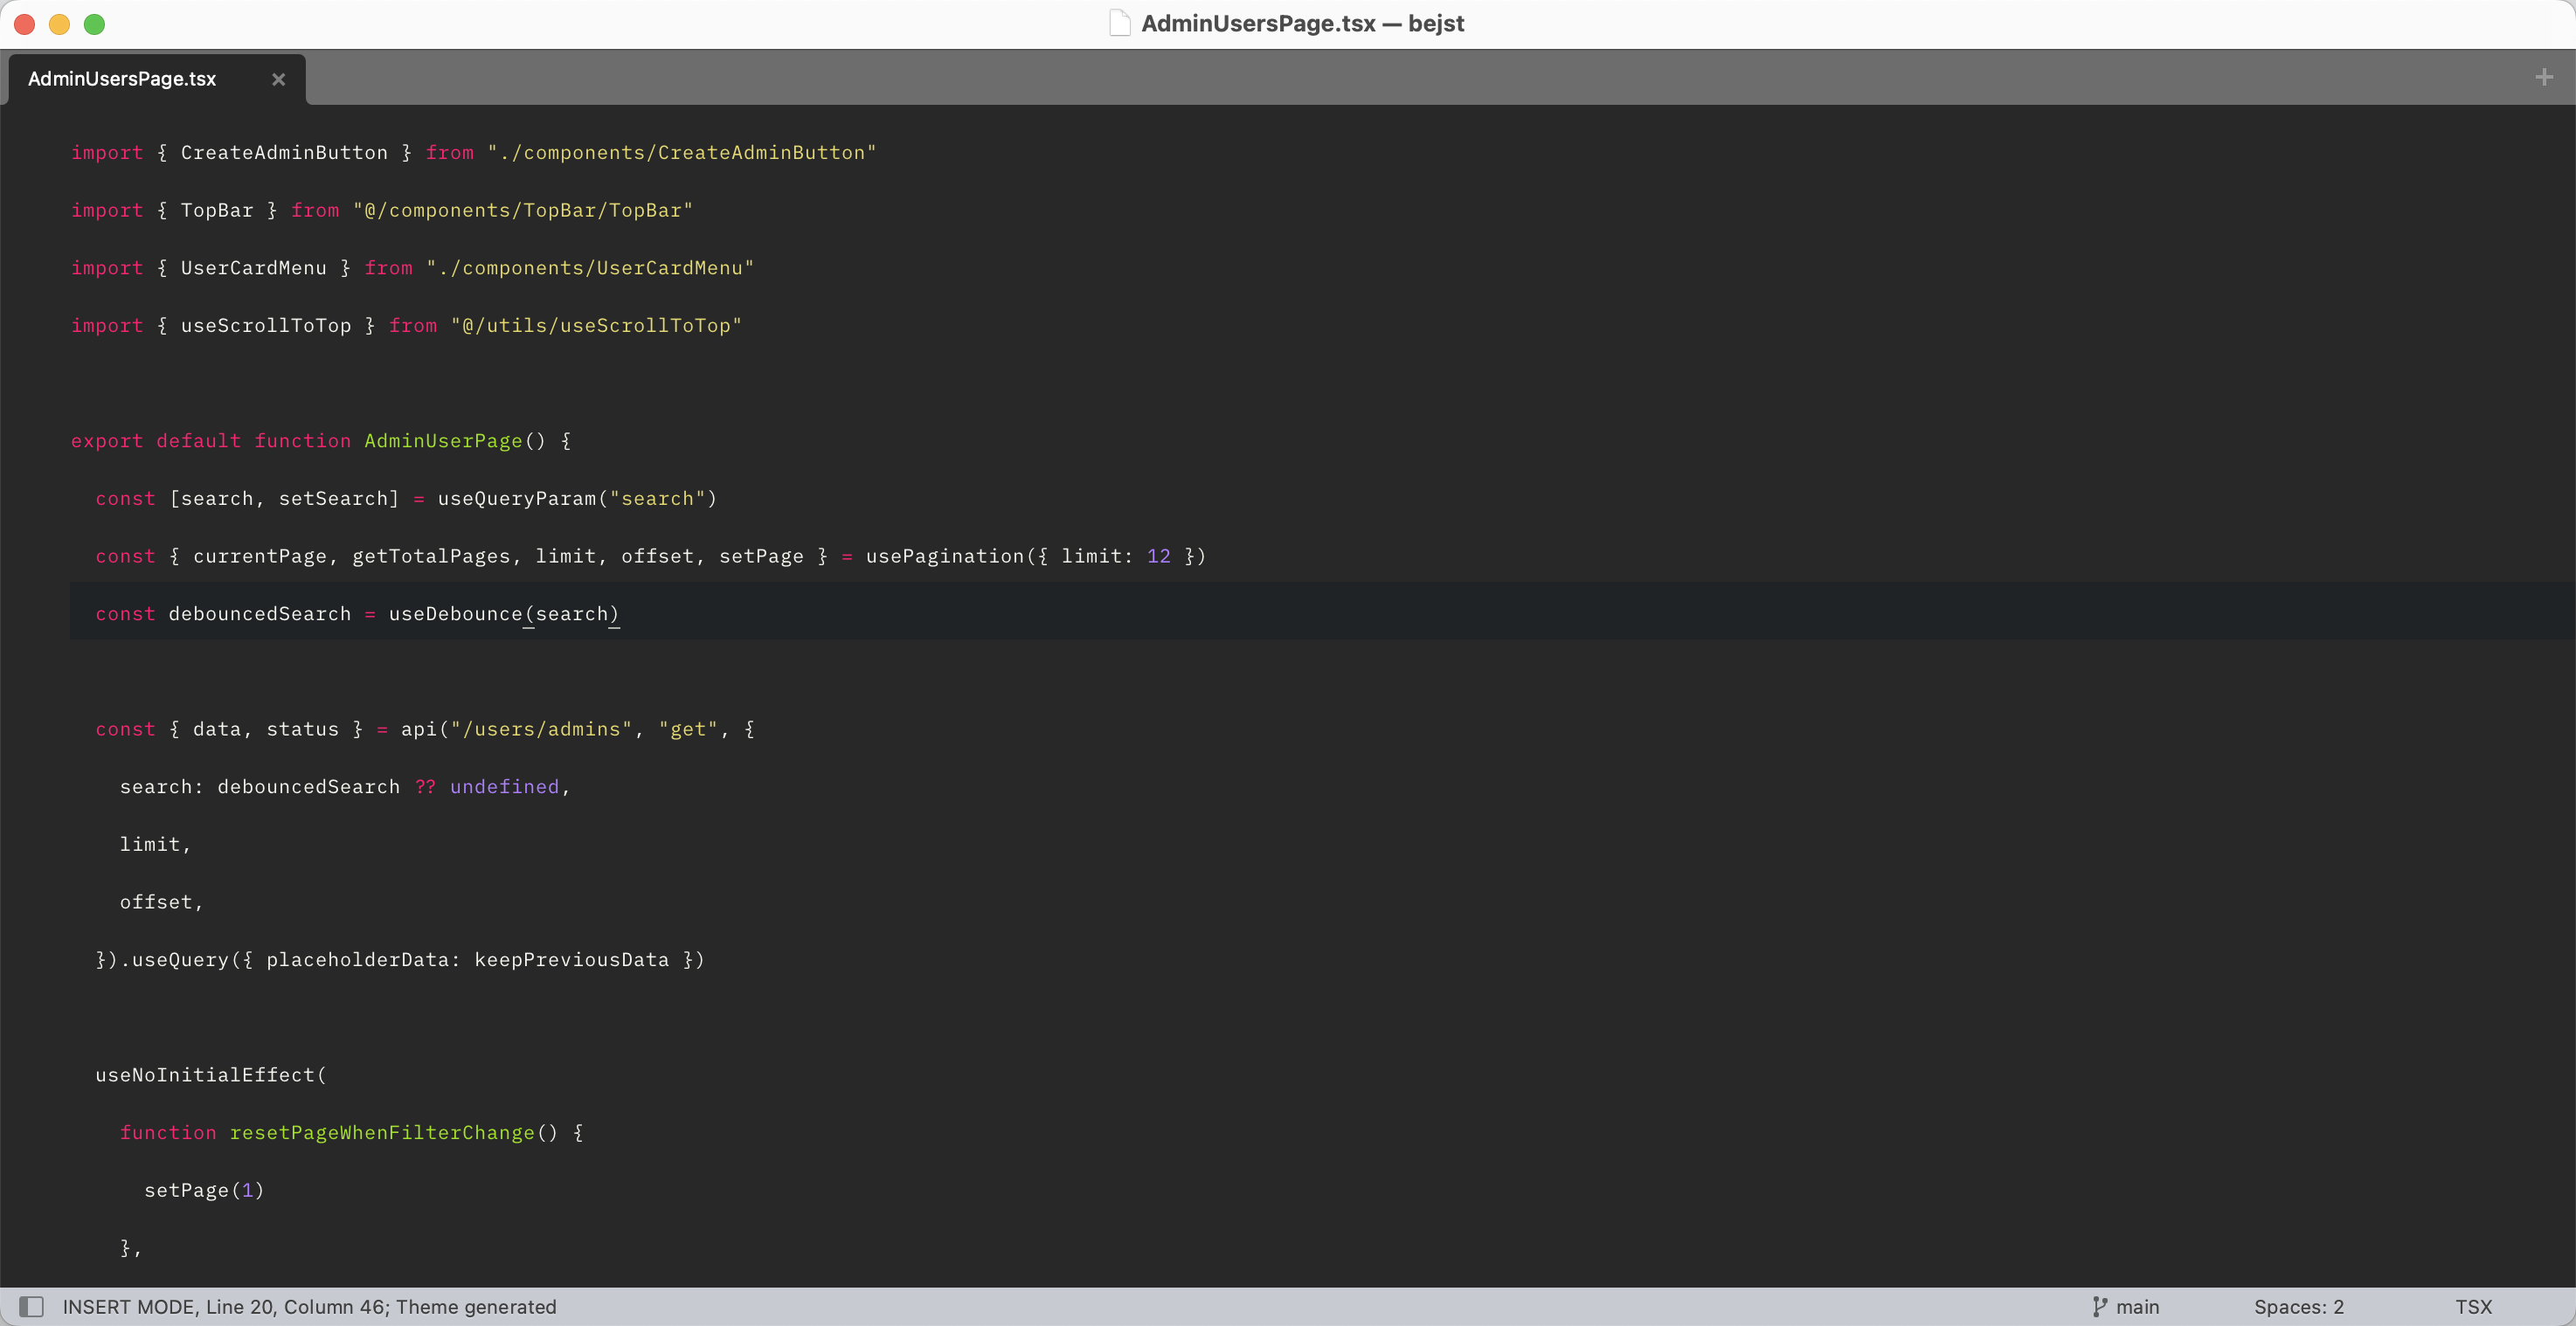 AdminUsersPage.tsx — bejst
AdminUsersPage.tsx
import { CreateAdminButton } from "./components/CreateAdminButton"
import { TopBar } from "@/components/TopBar/TopBar"
import { UserCardMenu } from "./components/UserCardMenu"
import { useScrollToTop } from "@/utils/useScrollToTop"
export default function AdminUserPage() {
  const [search, setSearch] = useQueryParam("search")
  const { currentPage, getTotalPages, limit, offset, setPage } = usePagination({ limit: 12 })
  const debouncedSearch = useDebounce(search)
  const { data, status } = api("/users/admins", "get", {
    search: debouncedSearch ?? undefined,
    limit,
    offset,
  }).useQuery({ placeholderData: keepPreviousData })
  useNoInitialEffect(
    function resetPageWhenFilterChange() {
      setPage(1)
    },
INSERT MODE, Line 20, Column 46; Theme generated
main
Spaces: 2
TSX